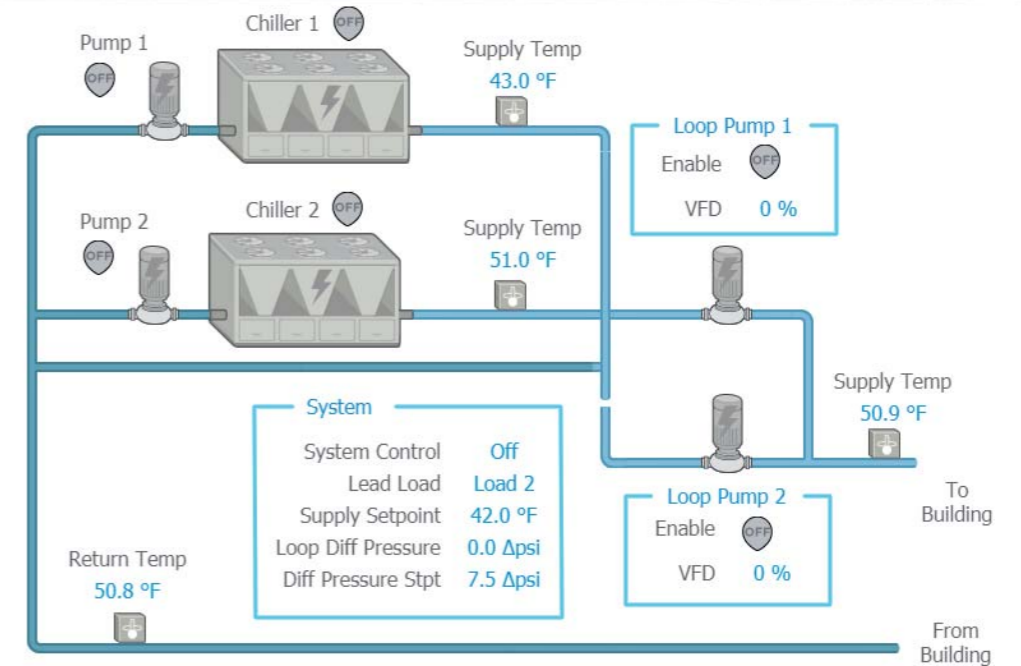 Chiller 1 OFF
Pump 1
OFF
Supply Temp
43.0 °F
Loop Pump 1
Enable OFF
VFD 0 %
Chiller 2 OFF
Pump 2
OFF
Supply Temp
51.0 °F
Supply Temp
50.9 °F
System
System Control Off
Lead Load Load 2
Supply Setpoint 42.0 °F
Loop Diff Pressure 0.0 Δpsi
Diff Pressure Stpt 7.5 Δpsi
Loop Pump 2
Enable OFF
VFD 0 %
To
Building
Return Temp
50.8 °F
From
Building